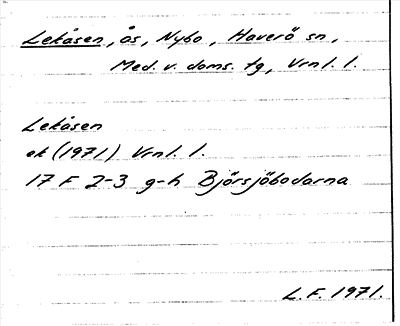 Lekåsen, ås, Nybo, Haverö sn,
Med. v. doms. tg, Vrnl. l.
Lekåsen
ek (1971) Vrnl. l.
17 F 2-3 g-h Björsjöbodarna
L. F. 1971.